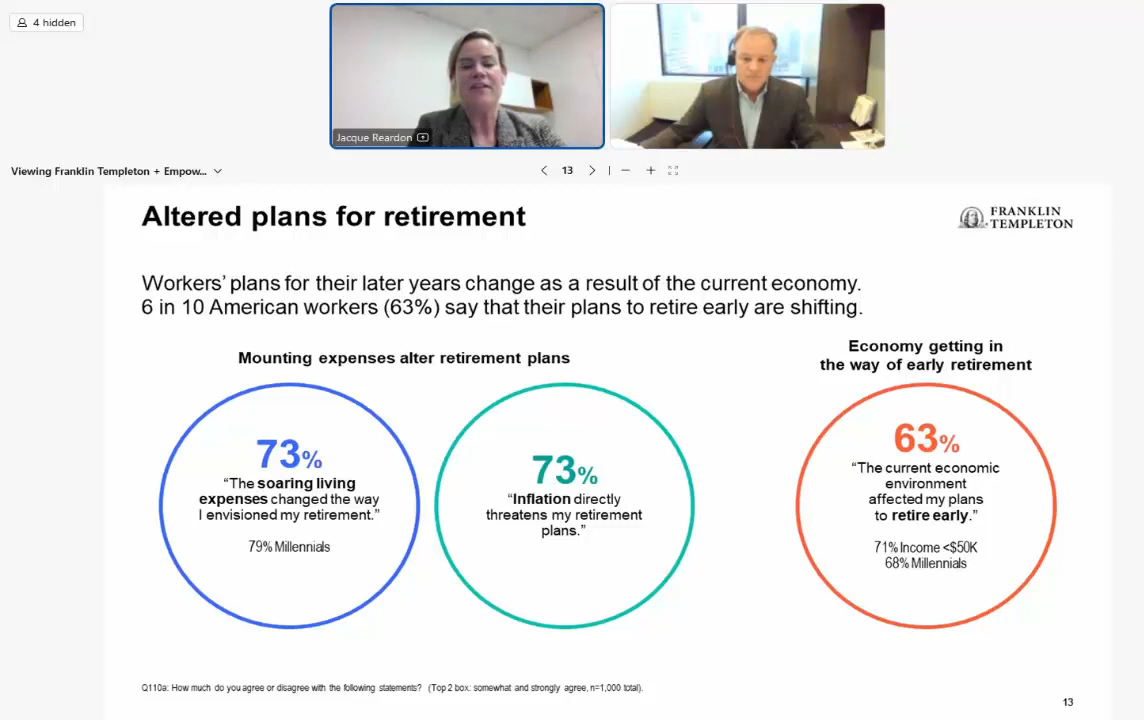 4 hidden
Jacque Reardon
Viewing Franklin Templeton + Empow...
13
Altered plans for retirement
FRANKLIN
TEMPLETON
Workers' plans for their later years change as a result of the current economy.
6 in 10 American workers (63%) say that their plans to retire early are shifting.
Mounting expenses alter retirement plans
73%
“The soaring living
expenses changed the way
I envisioned my retirement.”
79% Millennials
73%
“Inflation directly
threatens my retirement
plans.”
Economy getting in
the way of early retirement
63%
“The current economic
environment
affected my plans
to retire early.”
71% Income <$50K
68% Millennials
Q110a: How much do you agree or disagree with the following statements? (Top 2 box: somewhat and strongly agree, n=1,000 total).
13